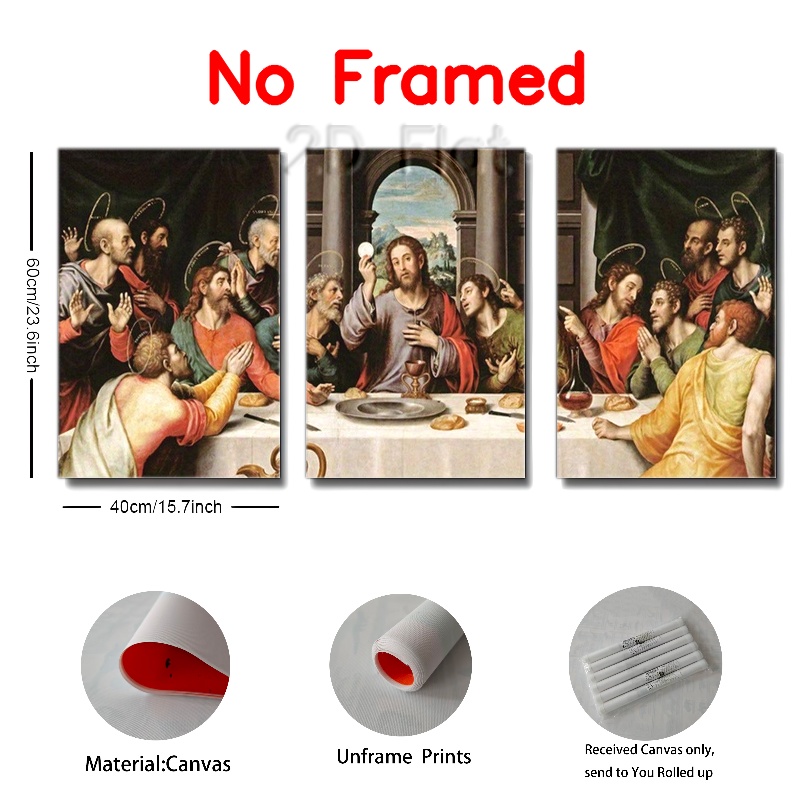 No Framed
2D Flat
60cm/23.6inch
40cm/15.7inch
Material:Canvas
Unframe Prints
Received Canvas only,
send to You Rolled up